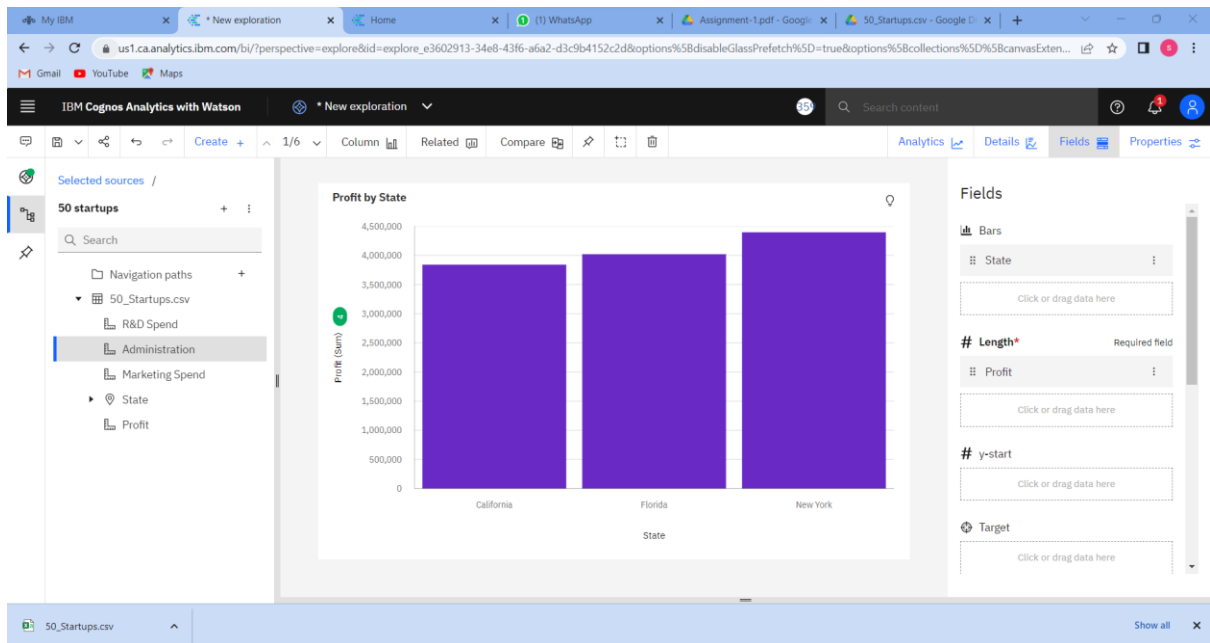 My IBM
* New exploration
Home
(1) WhatsApp
Assignment-1.pdf - Google
50_Startups.csv - Google D
us1.ca.analytics.ibm.com/bi/?perspective=explore&id=explore_e3602913-34e8-43f6-a6a2-d3c9b4152c2d&options%5BdisableGlassPrefetch%5D=true&options%5Bcollections%5D%5BcanvasExten...
S
Gmail YouTube Maps
IBM Cognos Analytics with Watson
* New exploration
Search content
1
Create +
1/6
Column
Related
Compare
Analytics
Details
Fields
Properties
Selected sources /
50 startups
Search
Navigation paths
50_Startups.csv
R&D Spend
Administration
Marketing Spend
State
Profit
Profit by State
4,500,000
4,000,000
3,500,000
3,000,000
2,500,000
2,000,000
1,500,000
1,000,000
500,000
0
Profit (Sum)
California
Florida
New York
State
Fields
Bars
State
Click or drag data here
# Length*
Required field
Profit
Click or drag data here
# y-start
Click or drag data here
Target
Click or drag data here
50_Startups.csv
Show all